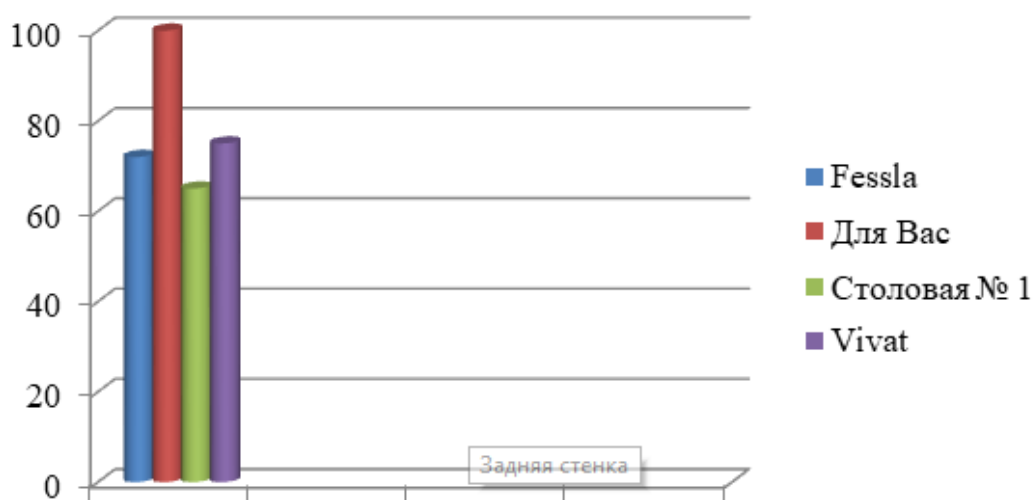 100
80
60
40
20
0
Fessla
Для Вас
Столовая № 1
Vivat
Задняя стенка